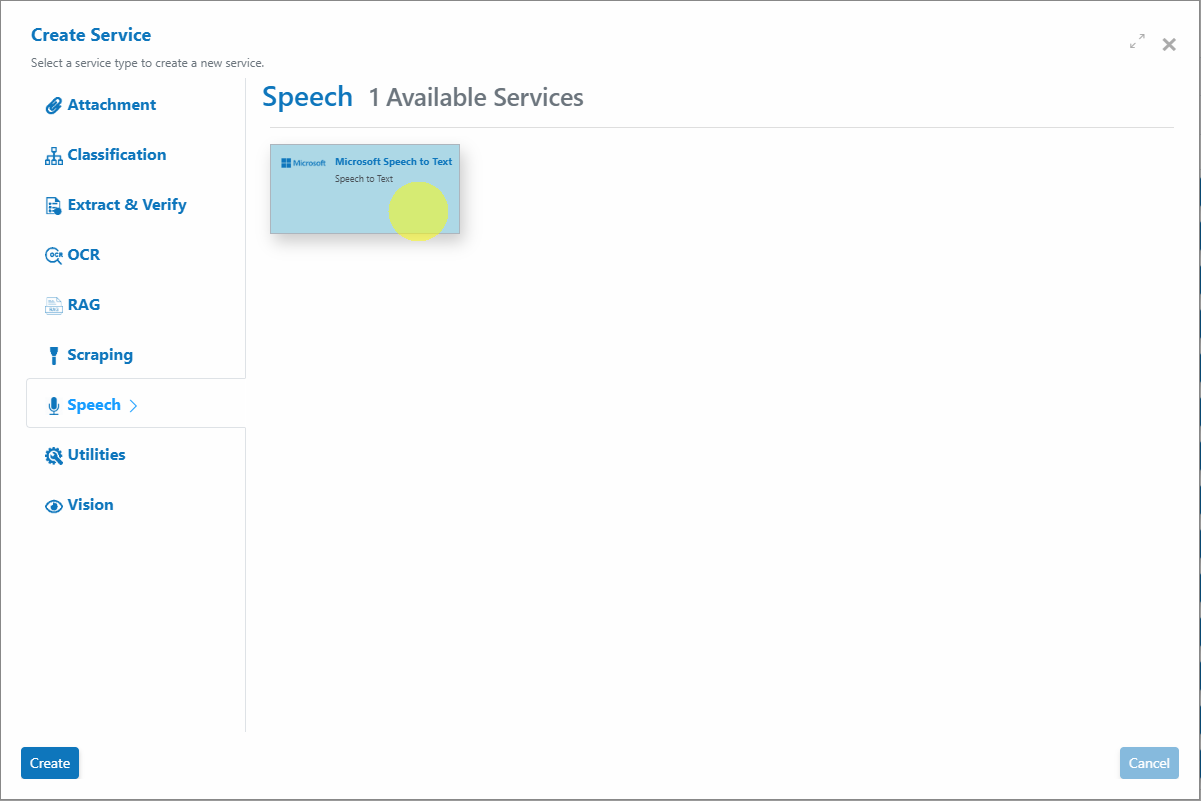 Create Service
Select a service type to create a new service.
Attachment
Classification
Extract & Verify
OCR
OCR
RAG
Scraping
Speech
Utilities
Vision
Speech 1 Available Services
Microsoft
Microsoft Speech to Text
Speech to Text
Create
Cancel